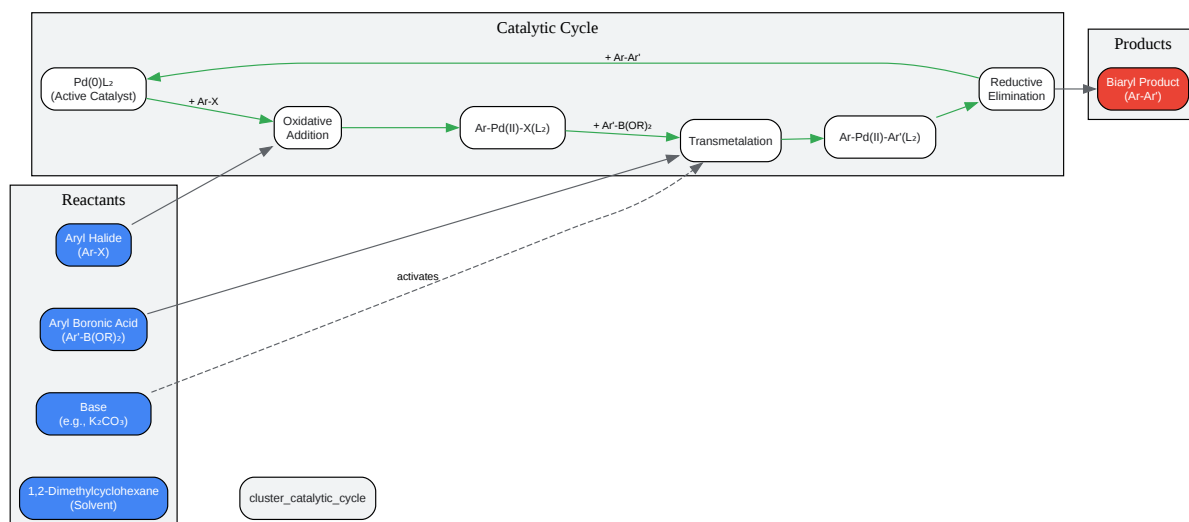 Catalytic Cycle
Products
+ Ar-Ar'
Pd(0)L₂
(Active Catalyst)
Reductive
Elimination
Biaryl Product
(Ar-Ar')
+ Ar-X
Oxidative
Addition
Ar-Pd(II)-X(L₂)
+ Ar'-B(OR)₂
Transmetalation
Ar-Pd(II)-Ar'(L₂)
Reactants
Aryl Halide
(Ar-X)
activates
Aryl Boronic Acid
(Ar'-B(OR)₂)
Base
(e.g., K₂CO₃)
1,2-Dimethylcyclohexane
(Solvent)
cluster_catalytic_cycle